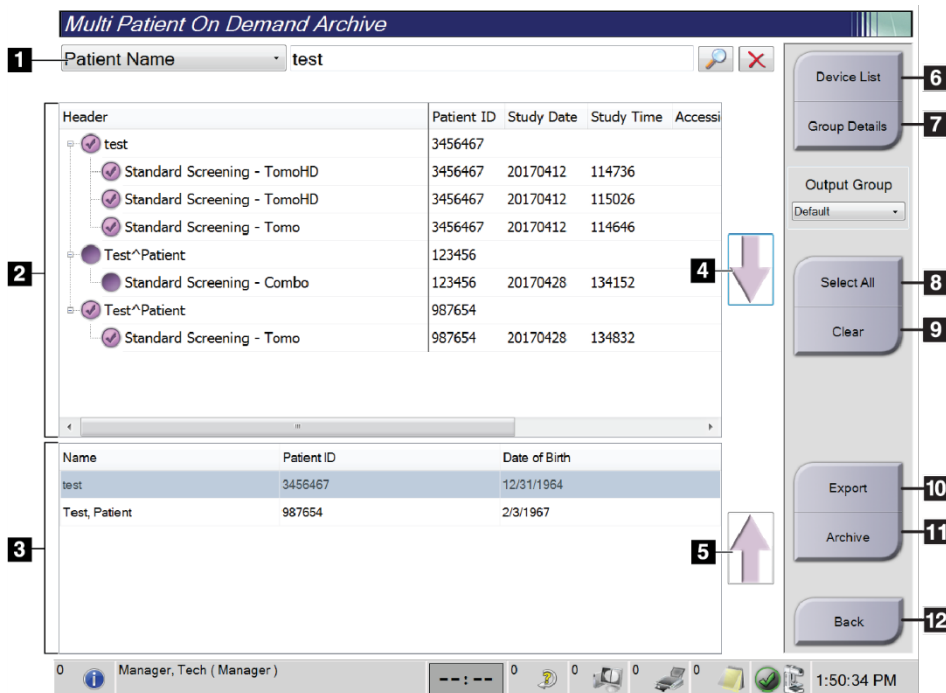 Multi Patient On Demand Archive
1 Patient Name test
Header Patient ID Study Date Study Time Accessi
test 3456467
Standard Screening - TomoHD 3456467 20170412 114736
Standard Screening - TomoHD 3456467 20170412 115026
Standard Screening - Tomo 3456467 20170412 114646
Test^Patient 123456
Standard Screening - Combo 123456 20170428 134152
Test^Patient 987654
Standard Screening - Tomo 987654 20170428 134832
2
4
Name Patient ID Date of Birth
test 3456467 12/31/1964
Test, Patient 987654 2/3/1967
3
5
Device List 6
Group Details 7
Output Group
Default
Select All 8
Clear 9
Export 10
Archive 11
Back 12
0 Manager, Tech ( Manager ) --:-- 0 0 0 0 1:50:34 PM